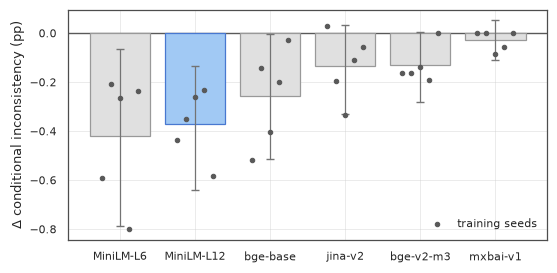 Δ conditional inconsistency (pp)
0.0
−0.2
−0.4
−0.6
−0.8
training seeds
MiniLM-L6 MiniLM-L12 bge-base jina-v2 bge-v2-m3 mxbai-v1